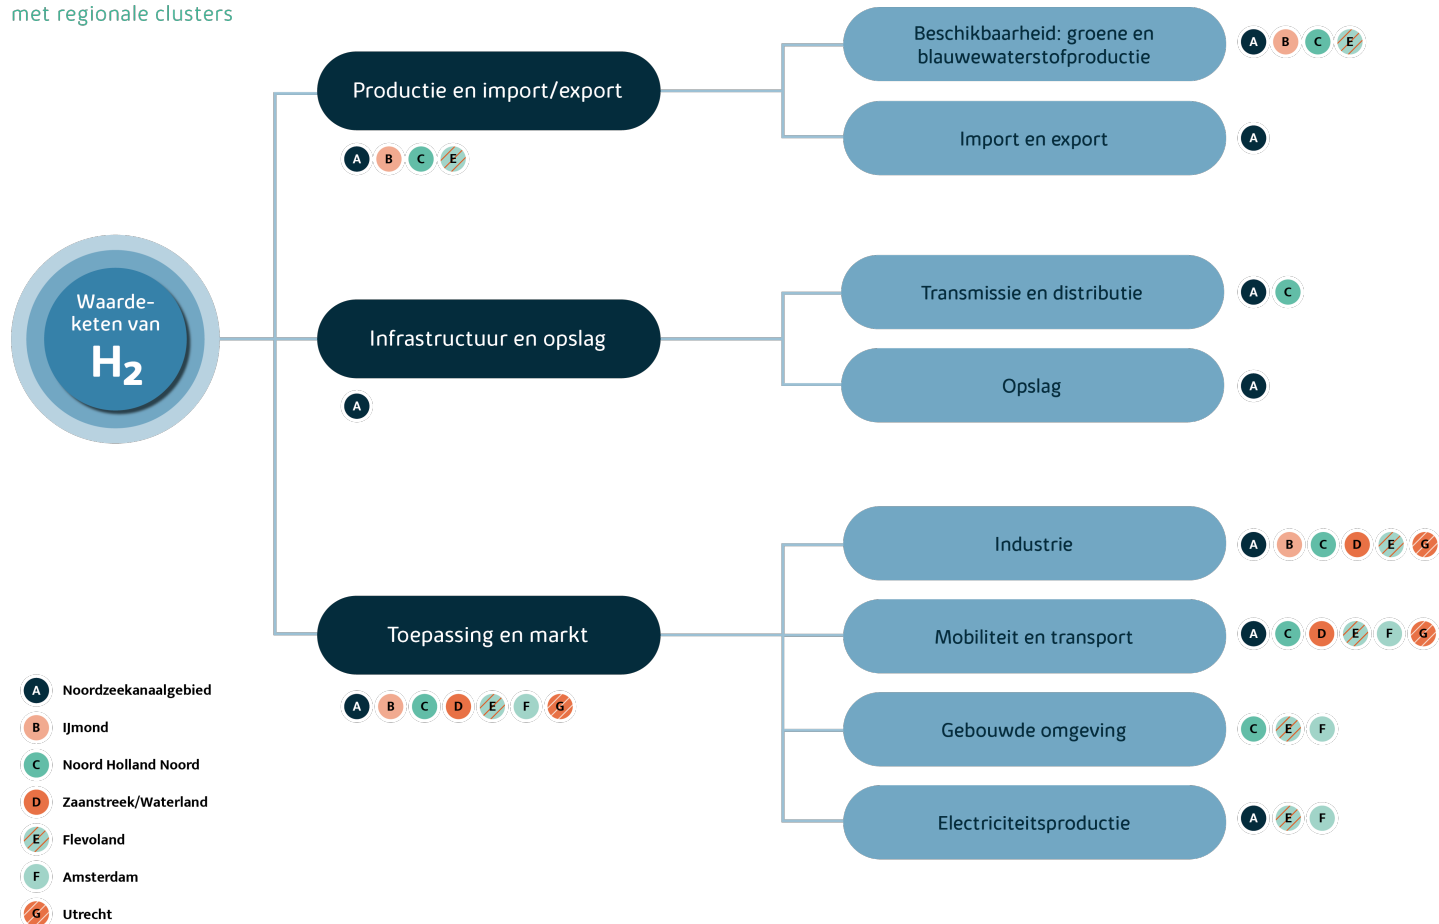 met regionale clusters
Waarde-
keten van
H2
Productie en import/export
A B C E
Beschikbaarheid: groene en
blauwewaterstofproductie
A B C E
Import en export
A
Infrastructuur en opslag
A
Transmissie en distributie
A C
Opslag
A
Toepassing en markt
A B C D E F G
Industrie
A B C D E G
Mobiliteit en transport
A C D E F G
Gebouwde omgeving
C E F
Electriciteitsproductie
A E F
A Noordzeekanaalgebied
B IJmond
C Noord Holland Noord
D Zaanstreek/Waterland
E Flevoland
F Amsterdam
G Utrecht